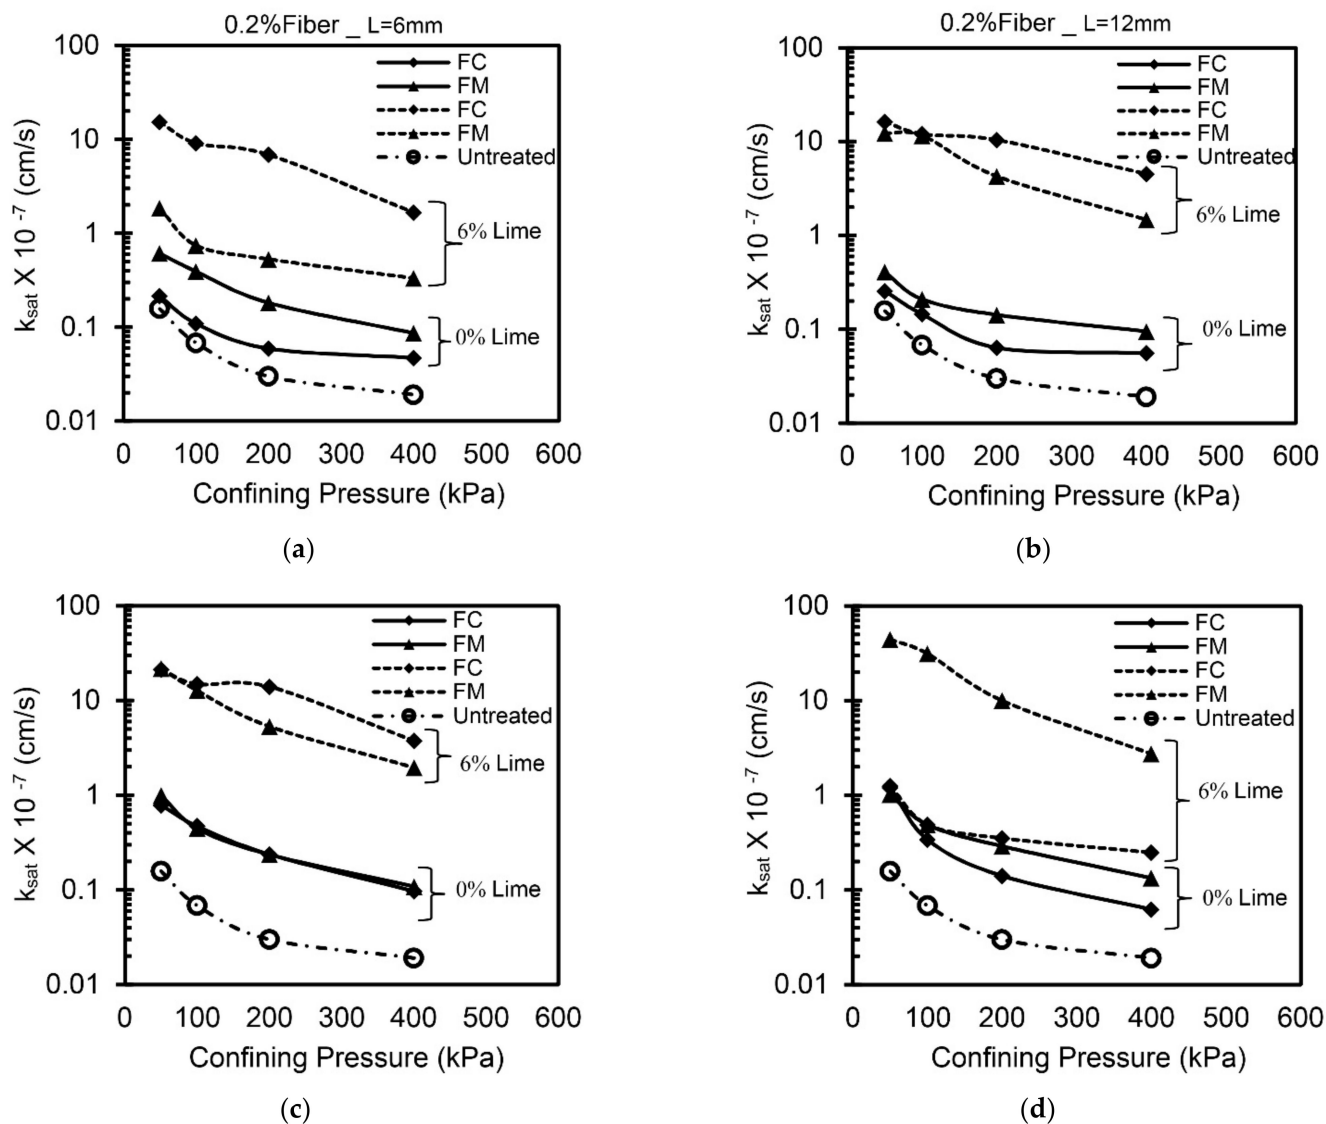 0.2%Fiber _ L=6mm
100
10
1
0.1
0.01
k_sat X 10 -7 (cm/s)
FC
FM
FC
FM
Untreated
6% Lime
0% Lime
0 100 200 300 400 500 600
Confining Pressure (kPa)
(a)
0.2%Fiber _ L=12mm
100
10
1
0.1
0.01
k_sat X 10 -7 (cm/s)
FC
FM
FC
FM
Untreated
6% Lime
0% Lime
0 100 200 300 400 500 600
Confining Pressure (kPa)
(b)
100
10
1
0.1
0.01
k_sat X 10 -7 (cm/s)
FC
FM
FC
FM
Untreated
6% Lime
0% Lime
0 100 200 300 400 500 600
Confining Pressure (kPa)
(c)
100
10
1
0.1
0.01
k_sat X 10 -7 (cm/s)
FC
FM
FC
FM
Untreated
6% Lime
0% Lime
0 100 200 300 400 500 600
Confining Pressure (kPa)
(d)